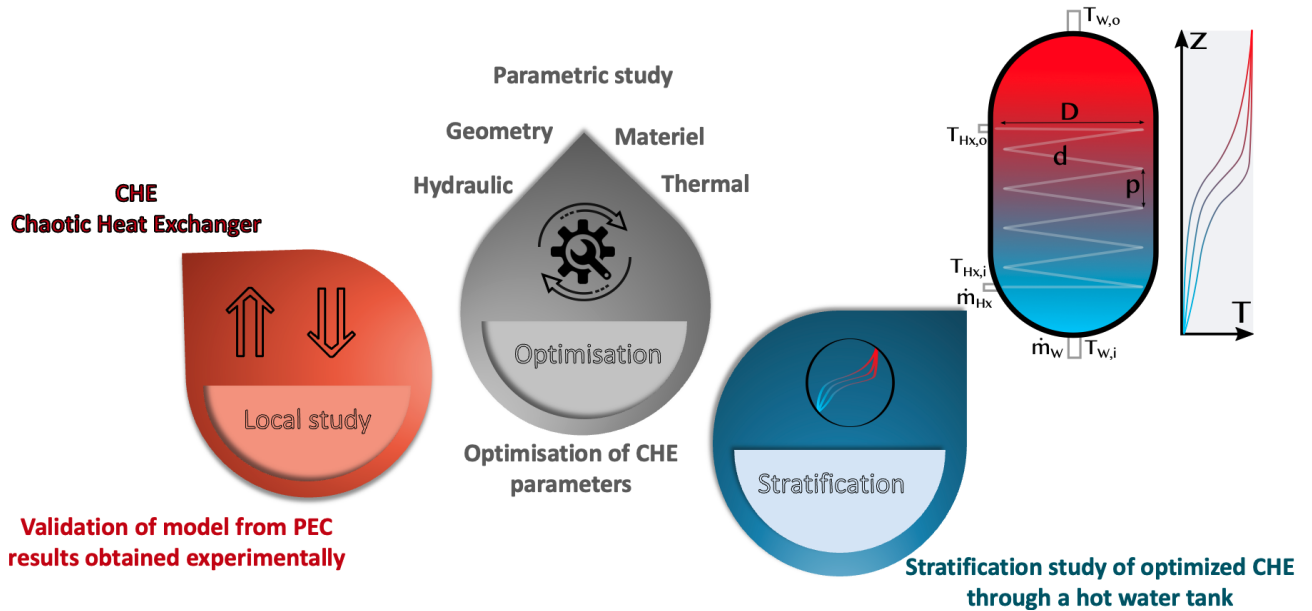 Parametric study
Geometry
Materiel
Hydraulic
Thermal
CHE
Chaotic Heat Exchanger
Local study
Optimisation
Stratification
Validation of model from PEC
results obtained experimentally
Optimisation of CHE
parameters
Stratification study of optimized CHE
through a hot water tank
T_W,o
Z
D
T_Hx,o
d
p
T_Hx,i
ṁ_Hx
T
ṁ_W
T_W,i